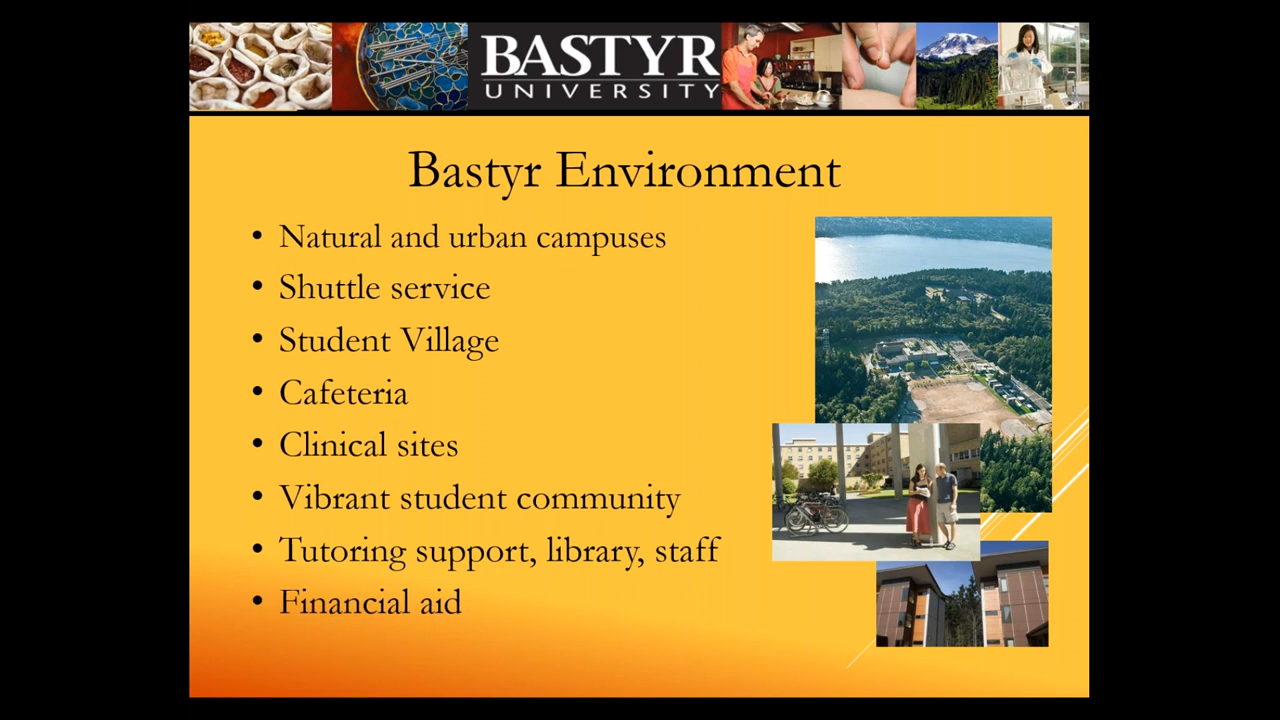 BASTYR
UNIVERSITY
Bastyr Environment
• Natural and urban campuses
• Shuttle service
• Student Village
• Cafeteria
• Clinical sites
• Vibrant student community
• Tutoring support, library, staff
• Financial aid